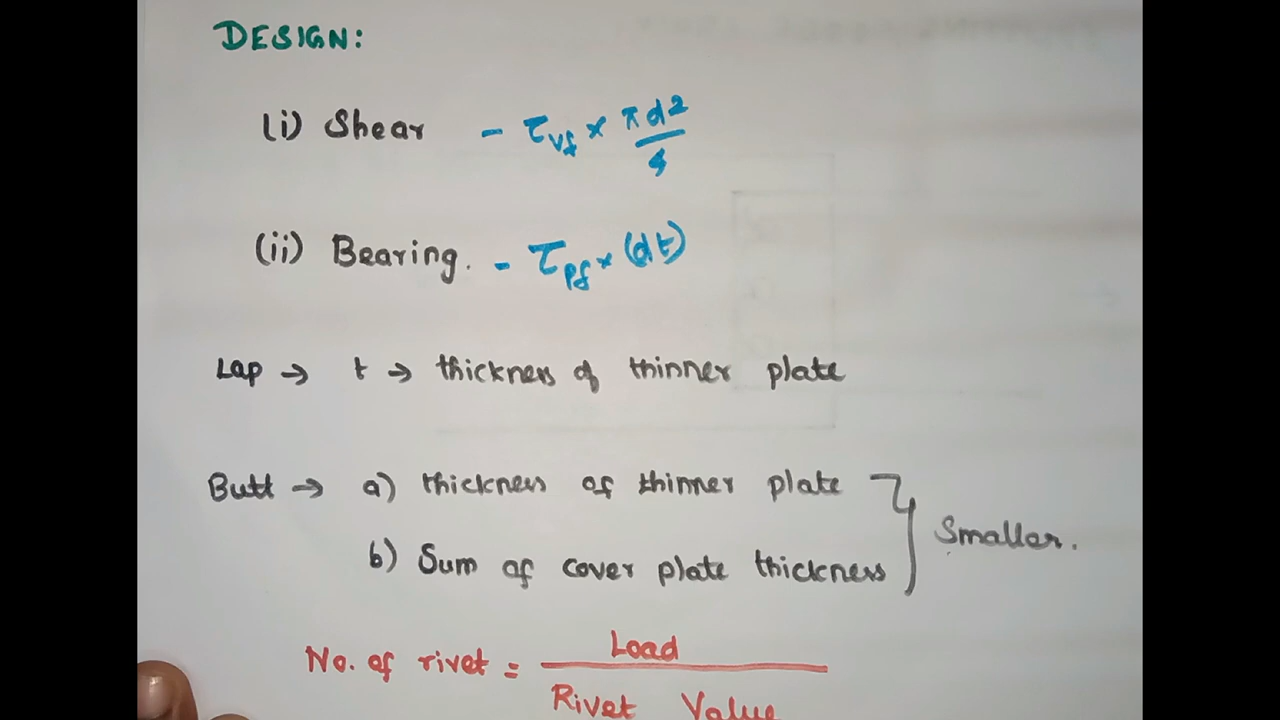 DESIGN:
(i) Shear - τvf × πd2/4
(ii) Bearing. - τpf × (dt)
Lap → t → thickness of thinner plate
Butt → a) thickness of thinner plate
b) Sum of cover plate thickness
Smaller.
No. of rivet = Load
Rivet Value